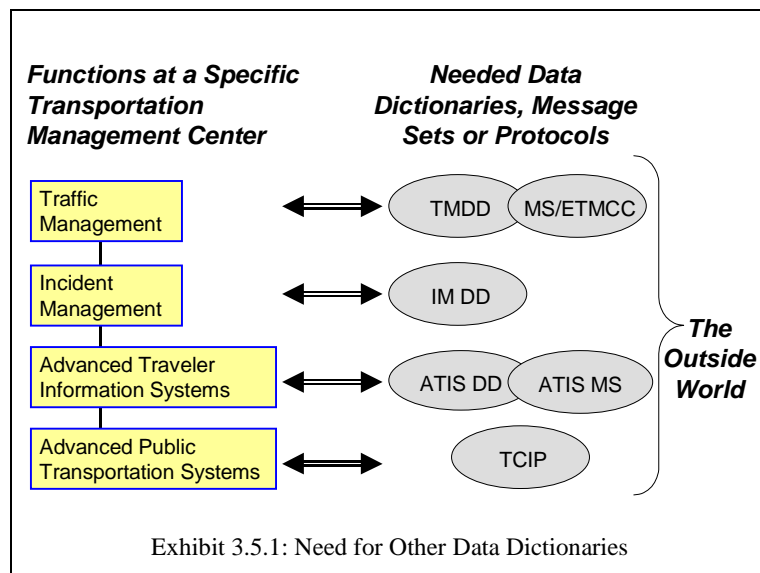 Functions at a Specific
Transportation
Management Center
Needed Data
Dictionaries, Message
Sets or Protocols
Traffic
Management
TMDD
MS/ETMCC
Incident
Management
IM DD
Advanced Traveler
Information Systems
ATIS DD
ATIS MS
Advanced Public
Transportation Systems
TCIP
The
Outside
World
Exhibit 3.5.1: Need for Other Data Dictionaries